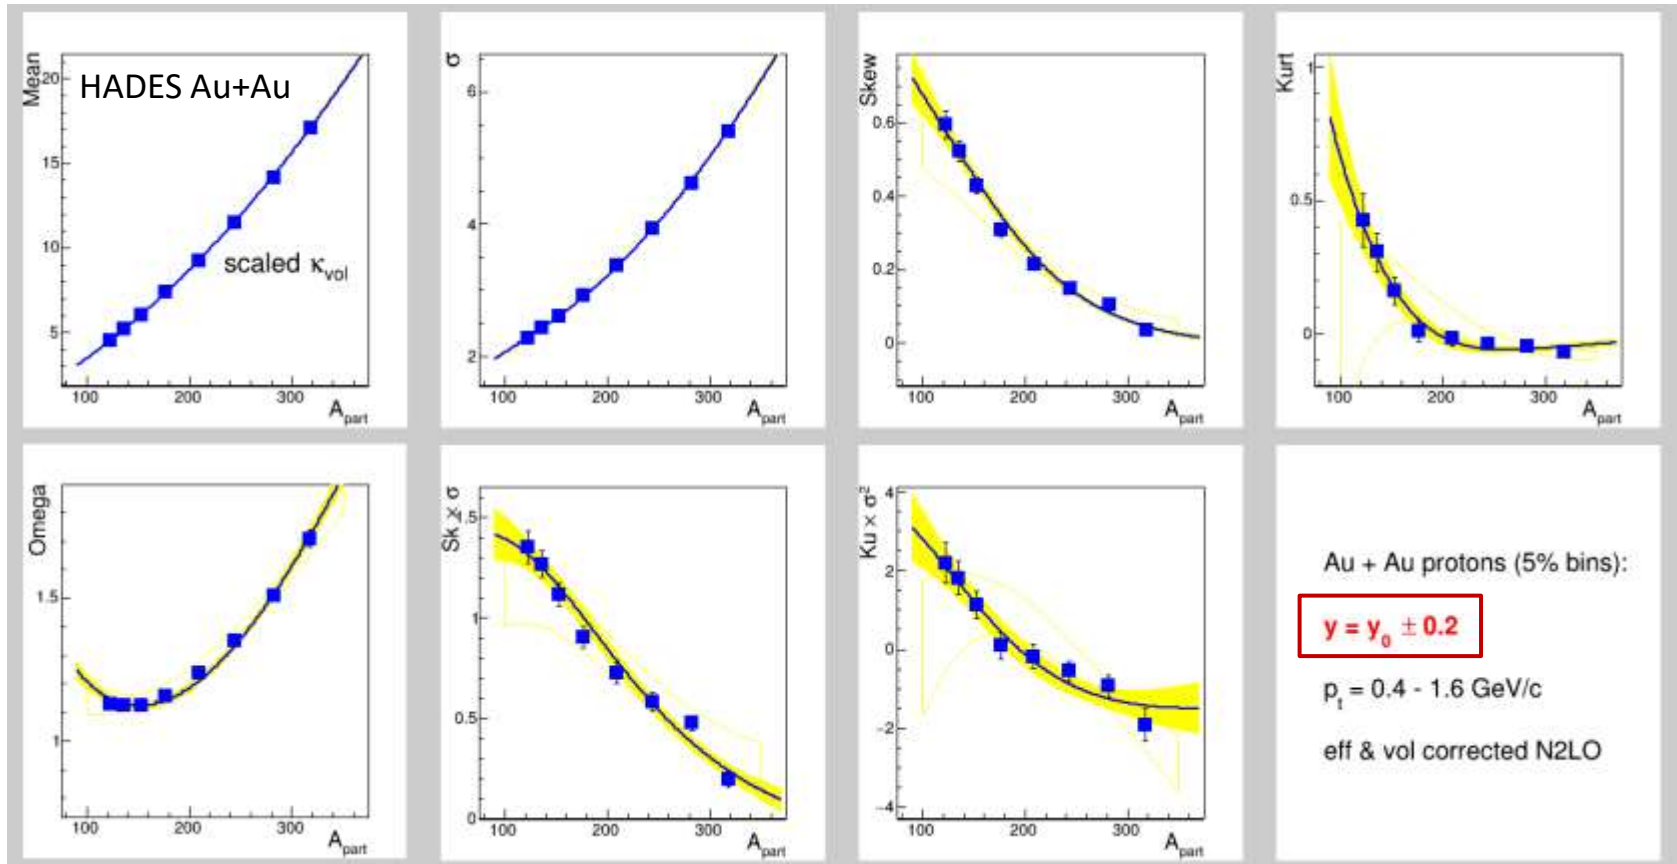 Mean
20
15
10
5
HADES Au+Au
scaled κvol
100 200 300
Apart
σ
6
4
2
100 200 300
Apart
Skew
0.6
0.4
0.2
0
100 200 300
Apart
Kurt
1
0.5
0
100 200 300
Apart
Omega
1.5
1
100 200 300
Apart
Sk × σ
1.5
1
0.5
0
100 200 300
Apart
Ku × σ²
4
2
0
−2
−4
100 200 300
Apart
Au + Au protons (5% bins):
y = y0 ± 0.2
pt = 0.4 - 1.6 GeV/c
eff & vol corrected N2LO